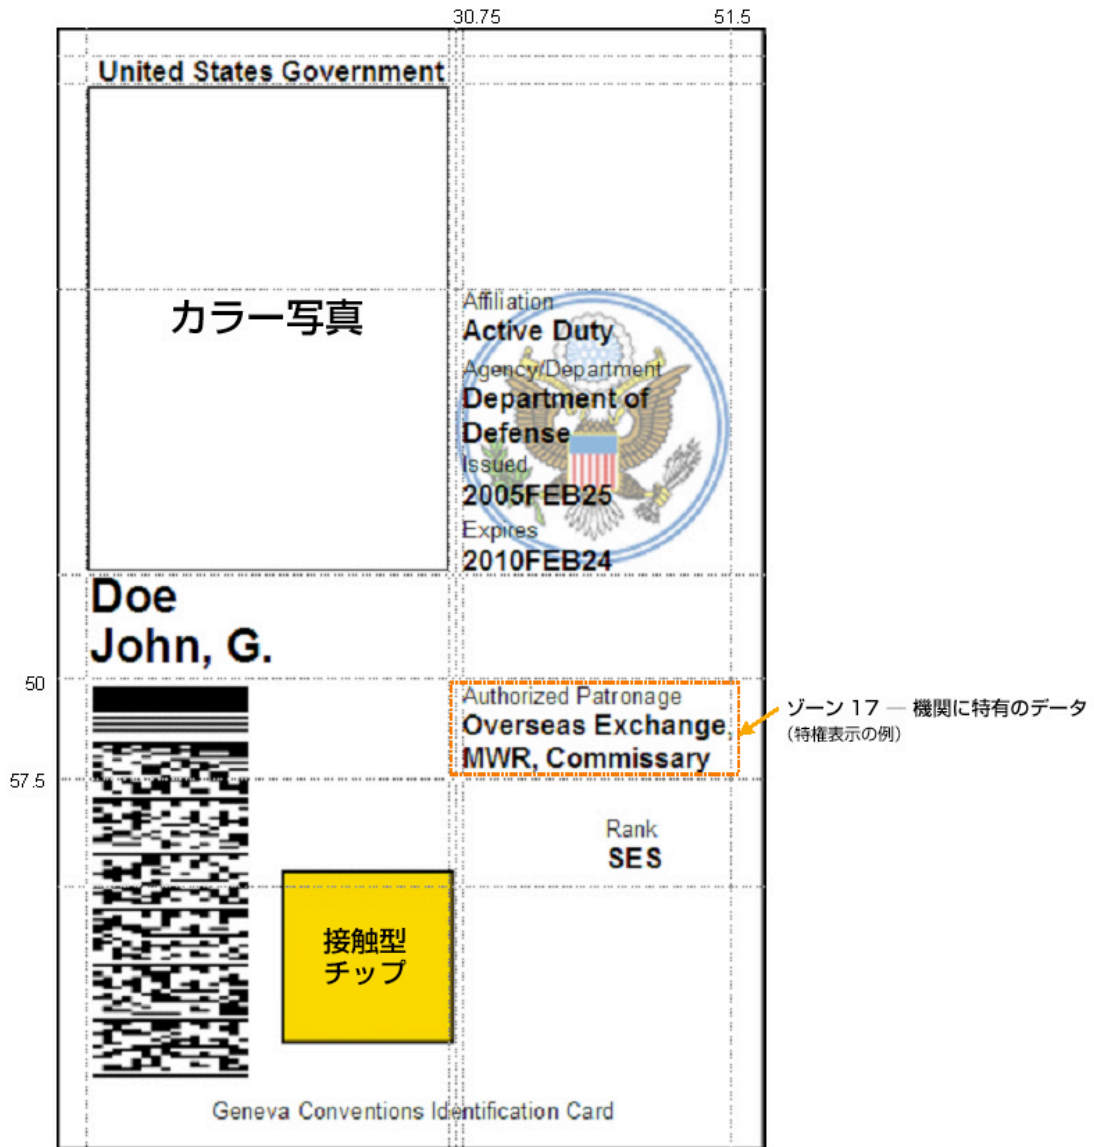 30.75
51.5
United States Government
カラー写真
Affiliation
Active Duty
Agency/Department
Department of
Defense
Issued
2005FEB25
Expires
2010FEB24
Doe
John, G.
50
Authorized Patronage
Overseas Exchange,
MWR, Commissary
ゾーン 17 — 機関に特有のデータ
(特権表示の例)
57.5
Rank
SES
接触型
チップ
Geneva Conventions Identification Card